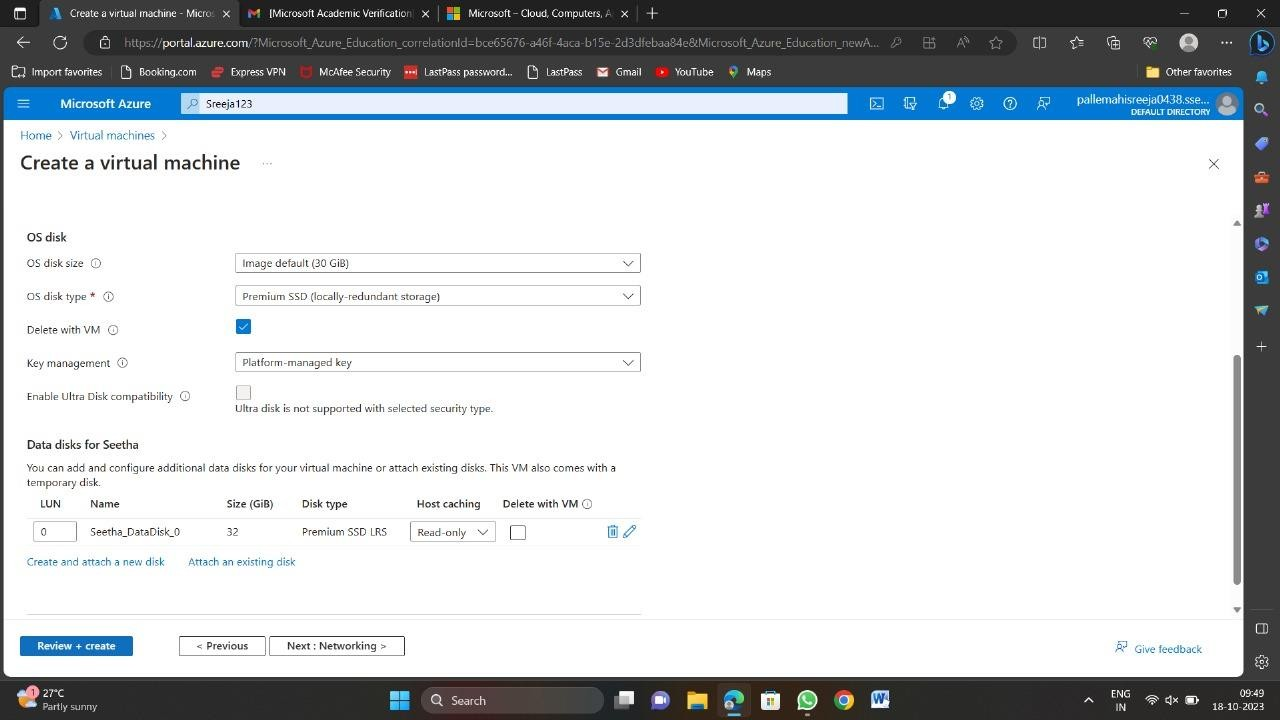 Create a virtual machine - Micros
[Microsoft Academic Verification]
Microsoft – Cloud, Computers, A
https://portal.azure.com/?Microsoft_Azure_Education_correlationId=bce65676-a46f-4aca-b15e-2d3dfebaa84e&Microsoft_Azure_Education_newA...
Import favorites
Booking.com
Express VPN
McAfee Security
LastPass password...
LastPass
Gmail
YouTube
Maps
Other favorites
Microsoft Azure
Sreeja123
1
pallemahisreeja0438.sse...
DEFAULT DIRECTORY
Home > Virtual machines >
Create a virtual machine ...
OS disk
OS disk size
Image default (30 GiB)
OS disk type *
Premium SSD (locally-redundant storage)
Delete with VM
Key management
Platform-managed key
Enable Ultra Disk compatibility
Ultra disk is not supported with selected security type.
Data disks for Seetha
You can add and configure additional data disks for your virtual machine or attach existing disks. This VM also comes with a
temporary disk.
LUN Name Size (GiB) Disk type Host caching Delete with VM
0 Seetha_DataDisk_0 32 Premium SSD LRS Read-only
Create and attach a new disk Attach an existing disk
Review + create
< Previous
Next : Networking >
Give feedback
1
27°C
Partly sunny
Search
ENG
IN
09:49
18-10-2023